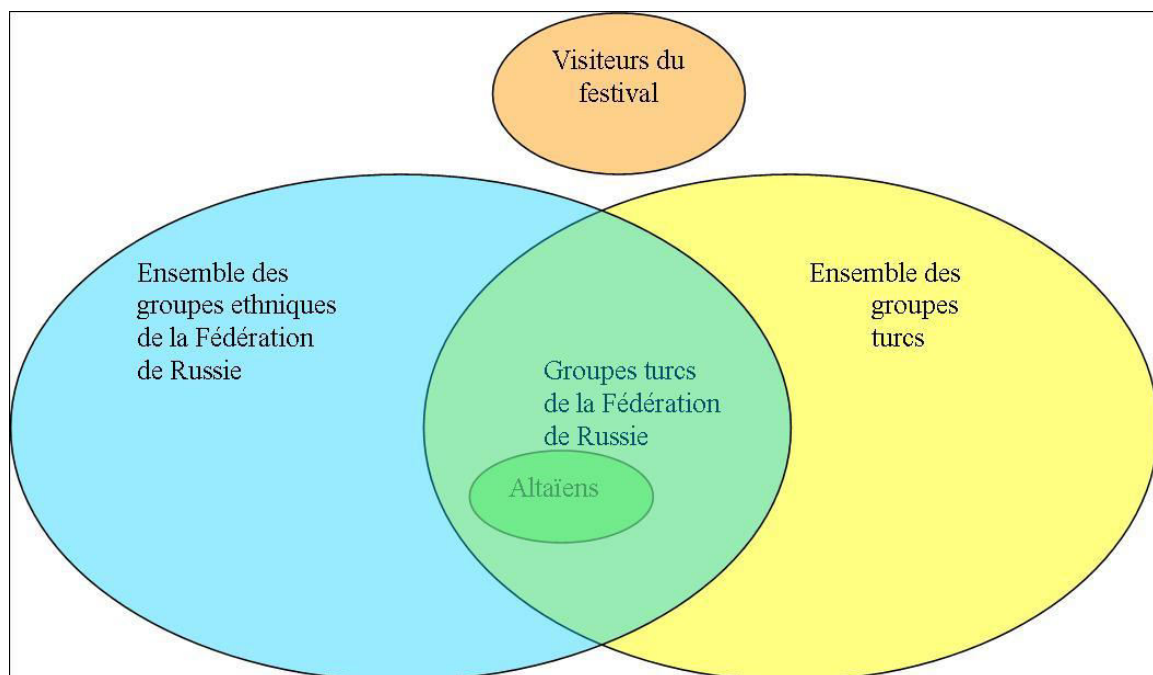 Visiteurs du
festival
Ensemble des
groupes ethniques
de la Fédération
de Russie
Ensemble des
groupes
turcs
Groupes turcs
de la Fédération
de Russie
Altaïens